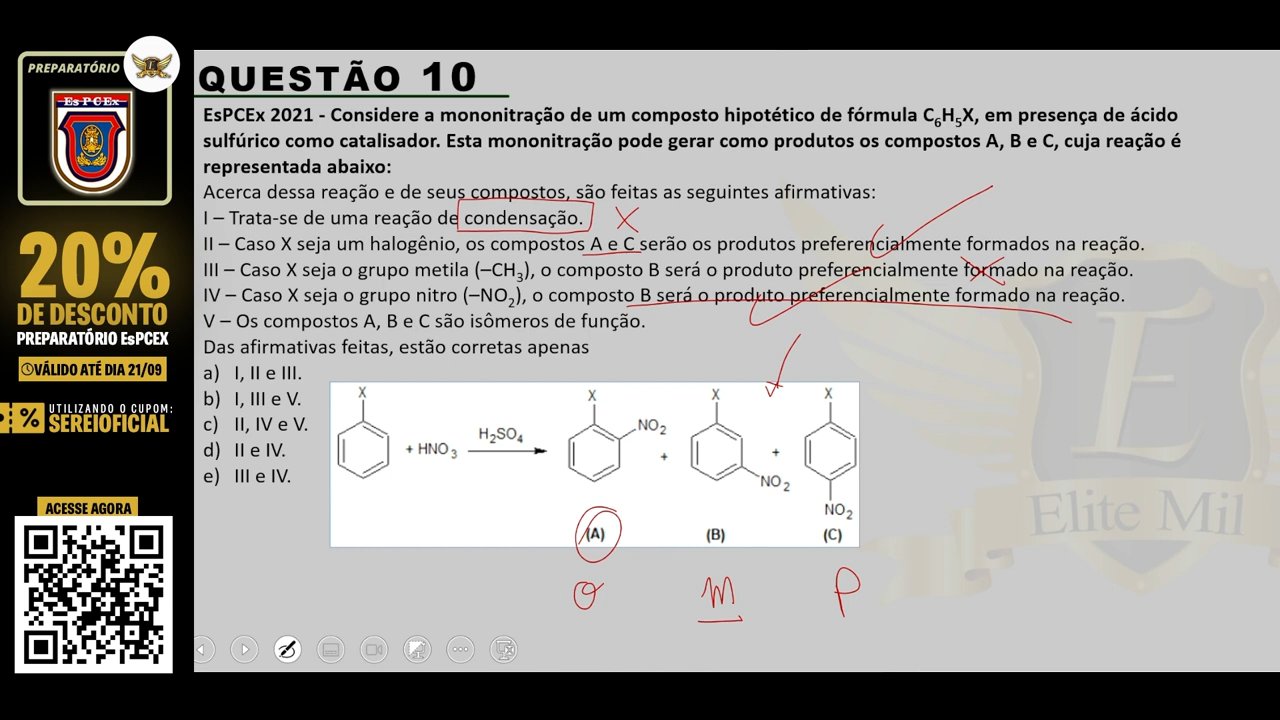 PREPARATÓRIO
Es P C Ex
20%
DE DESCONTO
PREPARATÓRIO EsPCEX
VÁLIDO ATÉ DIA 21/09
% UTILIZANDO O CUPOM:
SEREIOFICIAL
ACESSE AGORA
QUESTÃO 10
EsPCEx 2021 - Considere a mononitração de um composto hipotético de fórmula C₆H₅X, em presença de ácido
sulfúrico como catalisador. Esta mononitração pode gerar como produtos os compostos A, B e C, cuja reação é
representada abaixo:
Acerca dessa reação e de seus compostos, são feitas as seguintes afirmativas:
I – Trata-se de uma reação de condensação. X
II – Caso X seja um halogênio, os compostos A e C serão os produtos preferencialmente formados na reação.
III – Caso X seja o grupo metila (–CH₃), o composto B será o produto preferencialmente formado na reação.
IV – Caso X seja o grupo nitro (–NO₂), o composto B será o produto preferencialmente formado na reação.
V – Os compostos A, B e C são isômeros de função.
Das afirmativas feitas, estão corretas apenas
a) I, II e III.
b) I, III e V.
c) II, IV e V.
d) II e IV.
e) III e IV.
X X X X
+ HNO₃ H₂SO₄ NO₂ + NO₂ + NO₂
(A) (B) (C)
o m p
E
Elite Mil